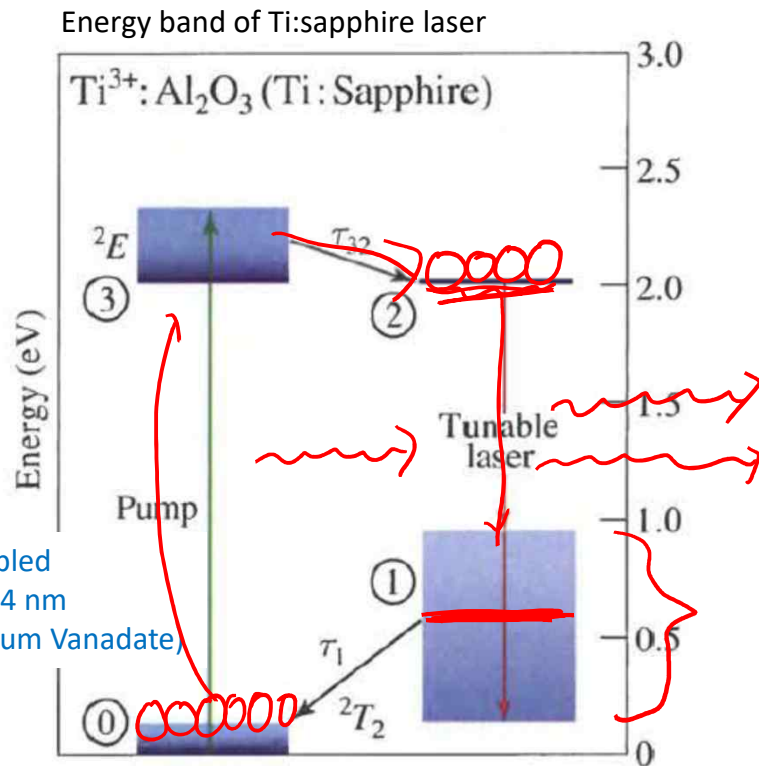 Energy band of Ti:sapphire laser
3.0
Ti³⁺: Al₂O₃ (Ti : Sapphire)
2.5
²E
τ₃₂
③
②
2.0
Energy (eV)
1.5
Tunable
laser
Pump
1.0
bled
4 nm
①
um Vanadate)
0.5
τ₁
²T₂
⓪
0